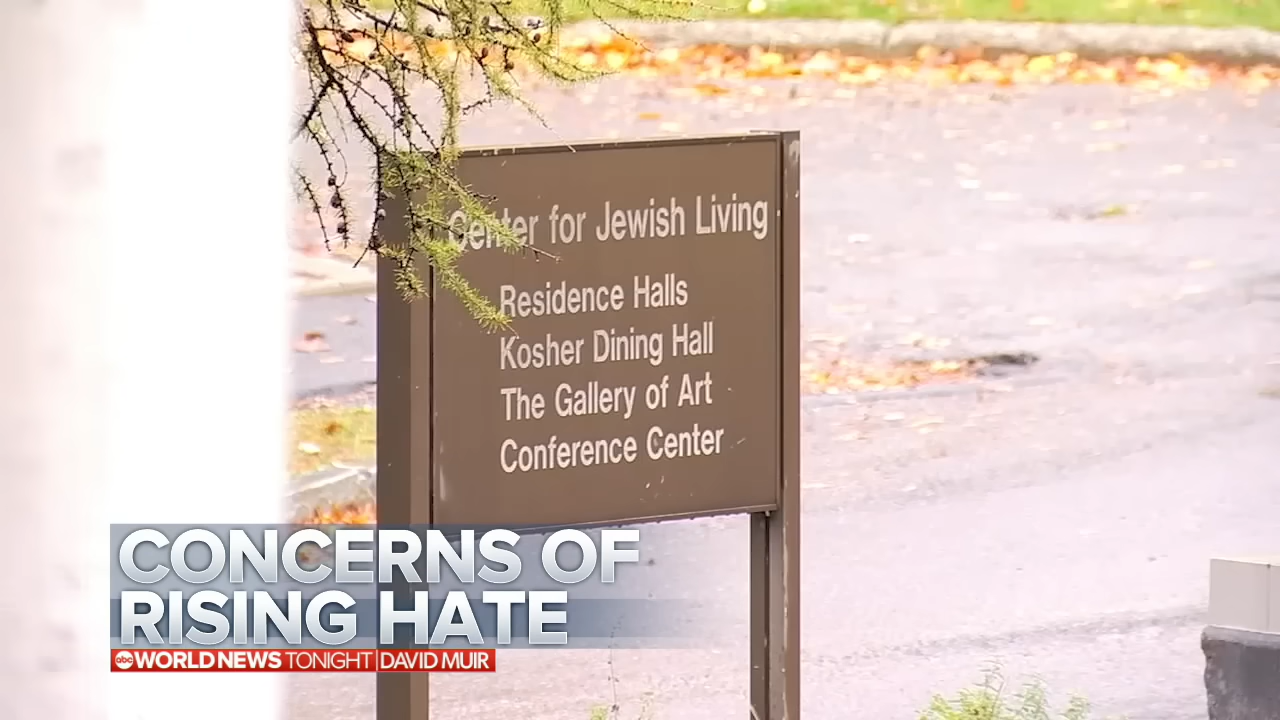 Center for Jewish Living
Residence Halls
Kosher Dining Hall
The Gallery of Art
Conference Center
CONCERNS OF
RISING HATE
abc WORLD NEWS TONIGHT DAVID MUIR